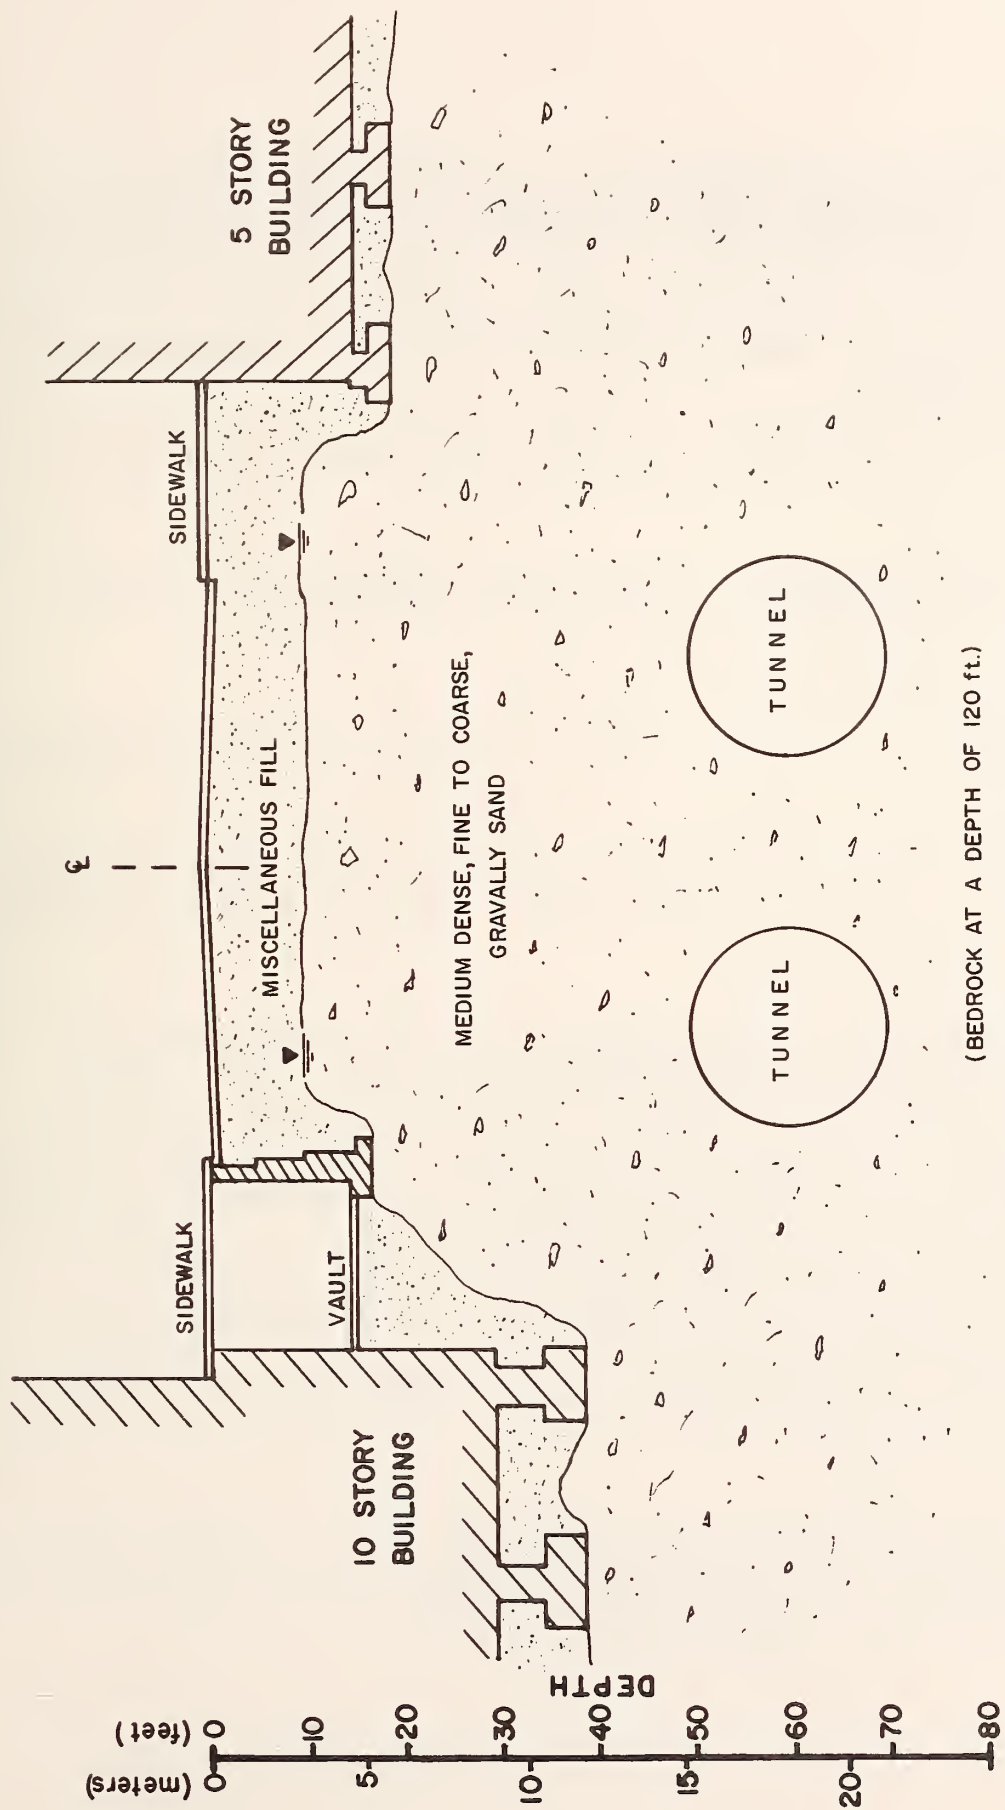 5 STORY
BUILDING
SIDEWALK
MISCELLANEOUS FILL
℄
SIDEWALK
VAULT
10 STORY
BUILDING
MEDIUM DENSE, FINE TO COARSE,
GRAVALLY SAND
TUNNEL
TUNNEL
(BEDROCK AT A DEPTH OF 120 ft.)
DEPTH
(feet)
0
10
20
30
40
50
60
70
80
(meters)
0
5
10
15
20